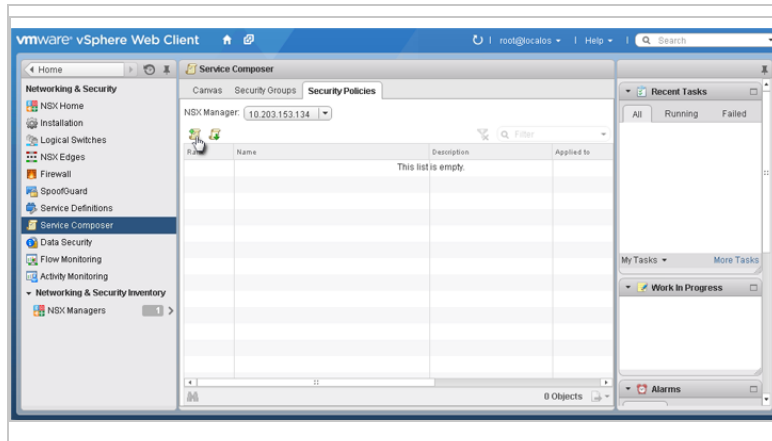 vmware® vSphere Web Client
root@localos
Help
Search
Home
Networking & Security
NSX Home
Installation
Logical Switches
NSX Edges
Firewall
SpoofGuard
Service Definitions
Service Composer
Data Security
Flow Monitoring
Activity Monitoring
Networking & Security Inventory
NSX Managers 1
Service Composer
Canvas Security Groups Security Policies
NSX Manager: 10.203.153.134
Filter
Name Description Applied to
This list is empty.
0 Objects
Recent Tasks
All Running Failed
My Tasks More Tasks
Work In Progress
Alarms